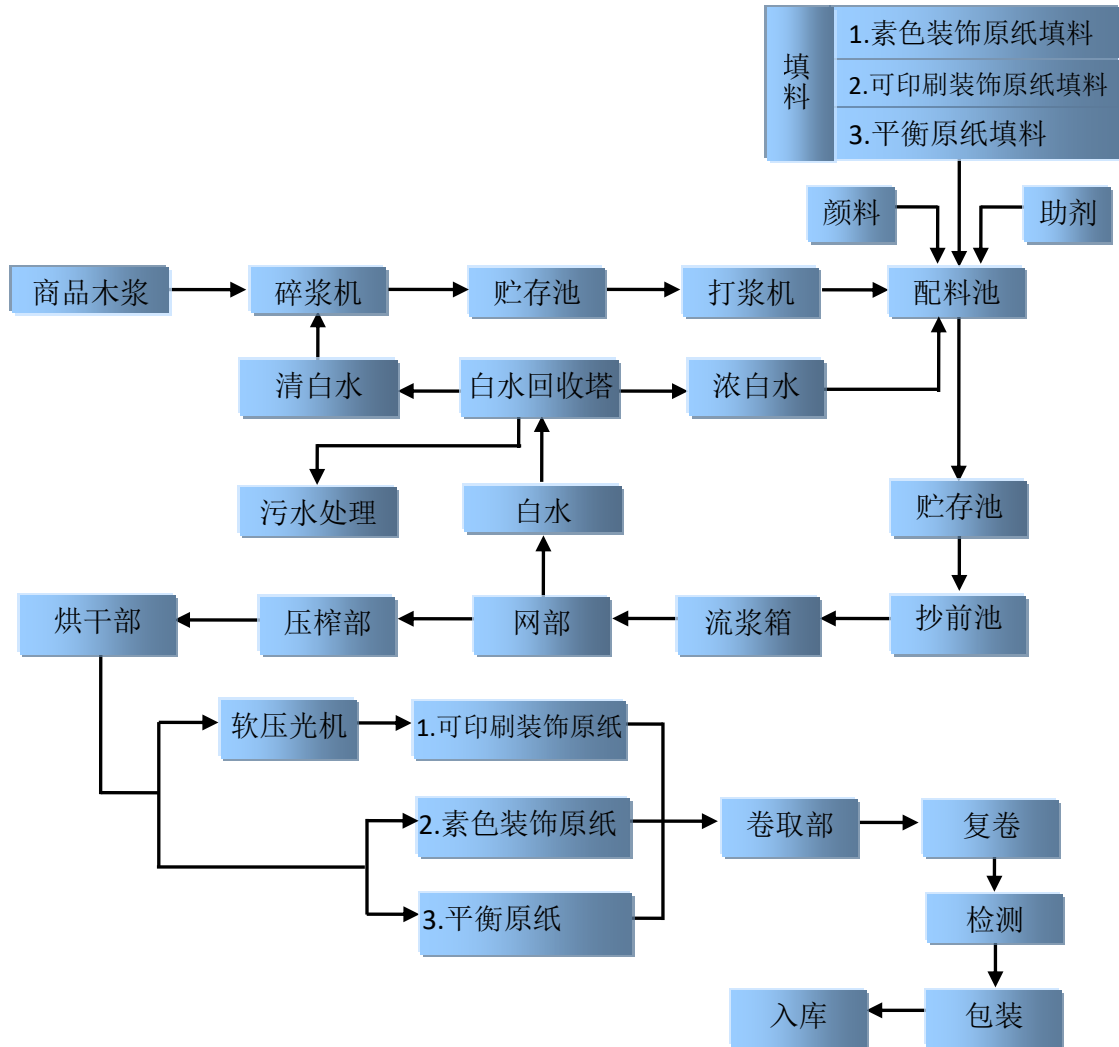 填料
1.素色装饰原纸填料
2.可印刷装饰原纸填料
3.平衡原纸填料
颜料
助剂
商品木浆
碎浆机
贮存池
打浆机
配料池
清白水
白水回收塔
浓白水
污水处理
白水
贮存池
烘干部
压榨部
网部
流浆箱
抄前池
软压光机
1.可印刷装饰原纸
2.素色装饰原纸
卷取部
复卷
3.平衡原纸
检测
入库
包装